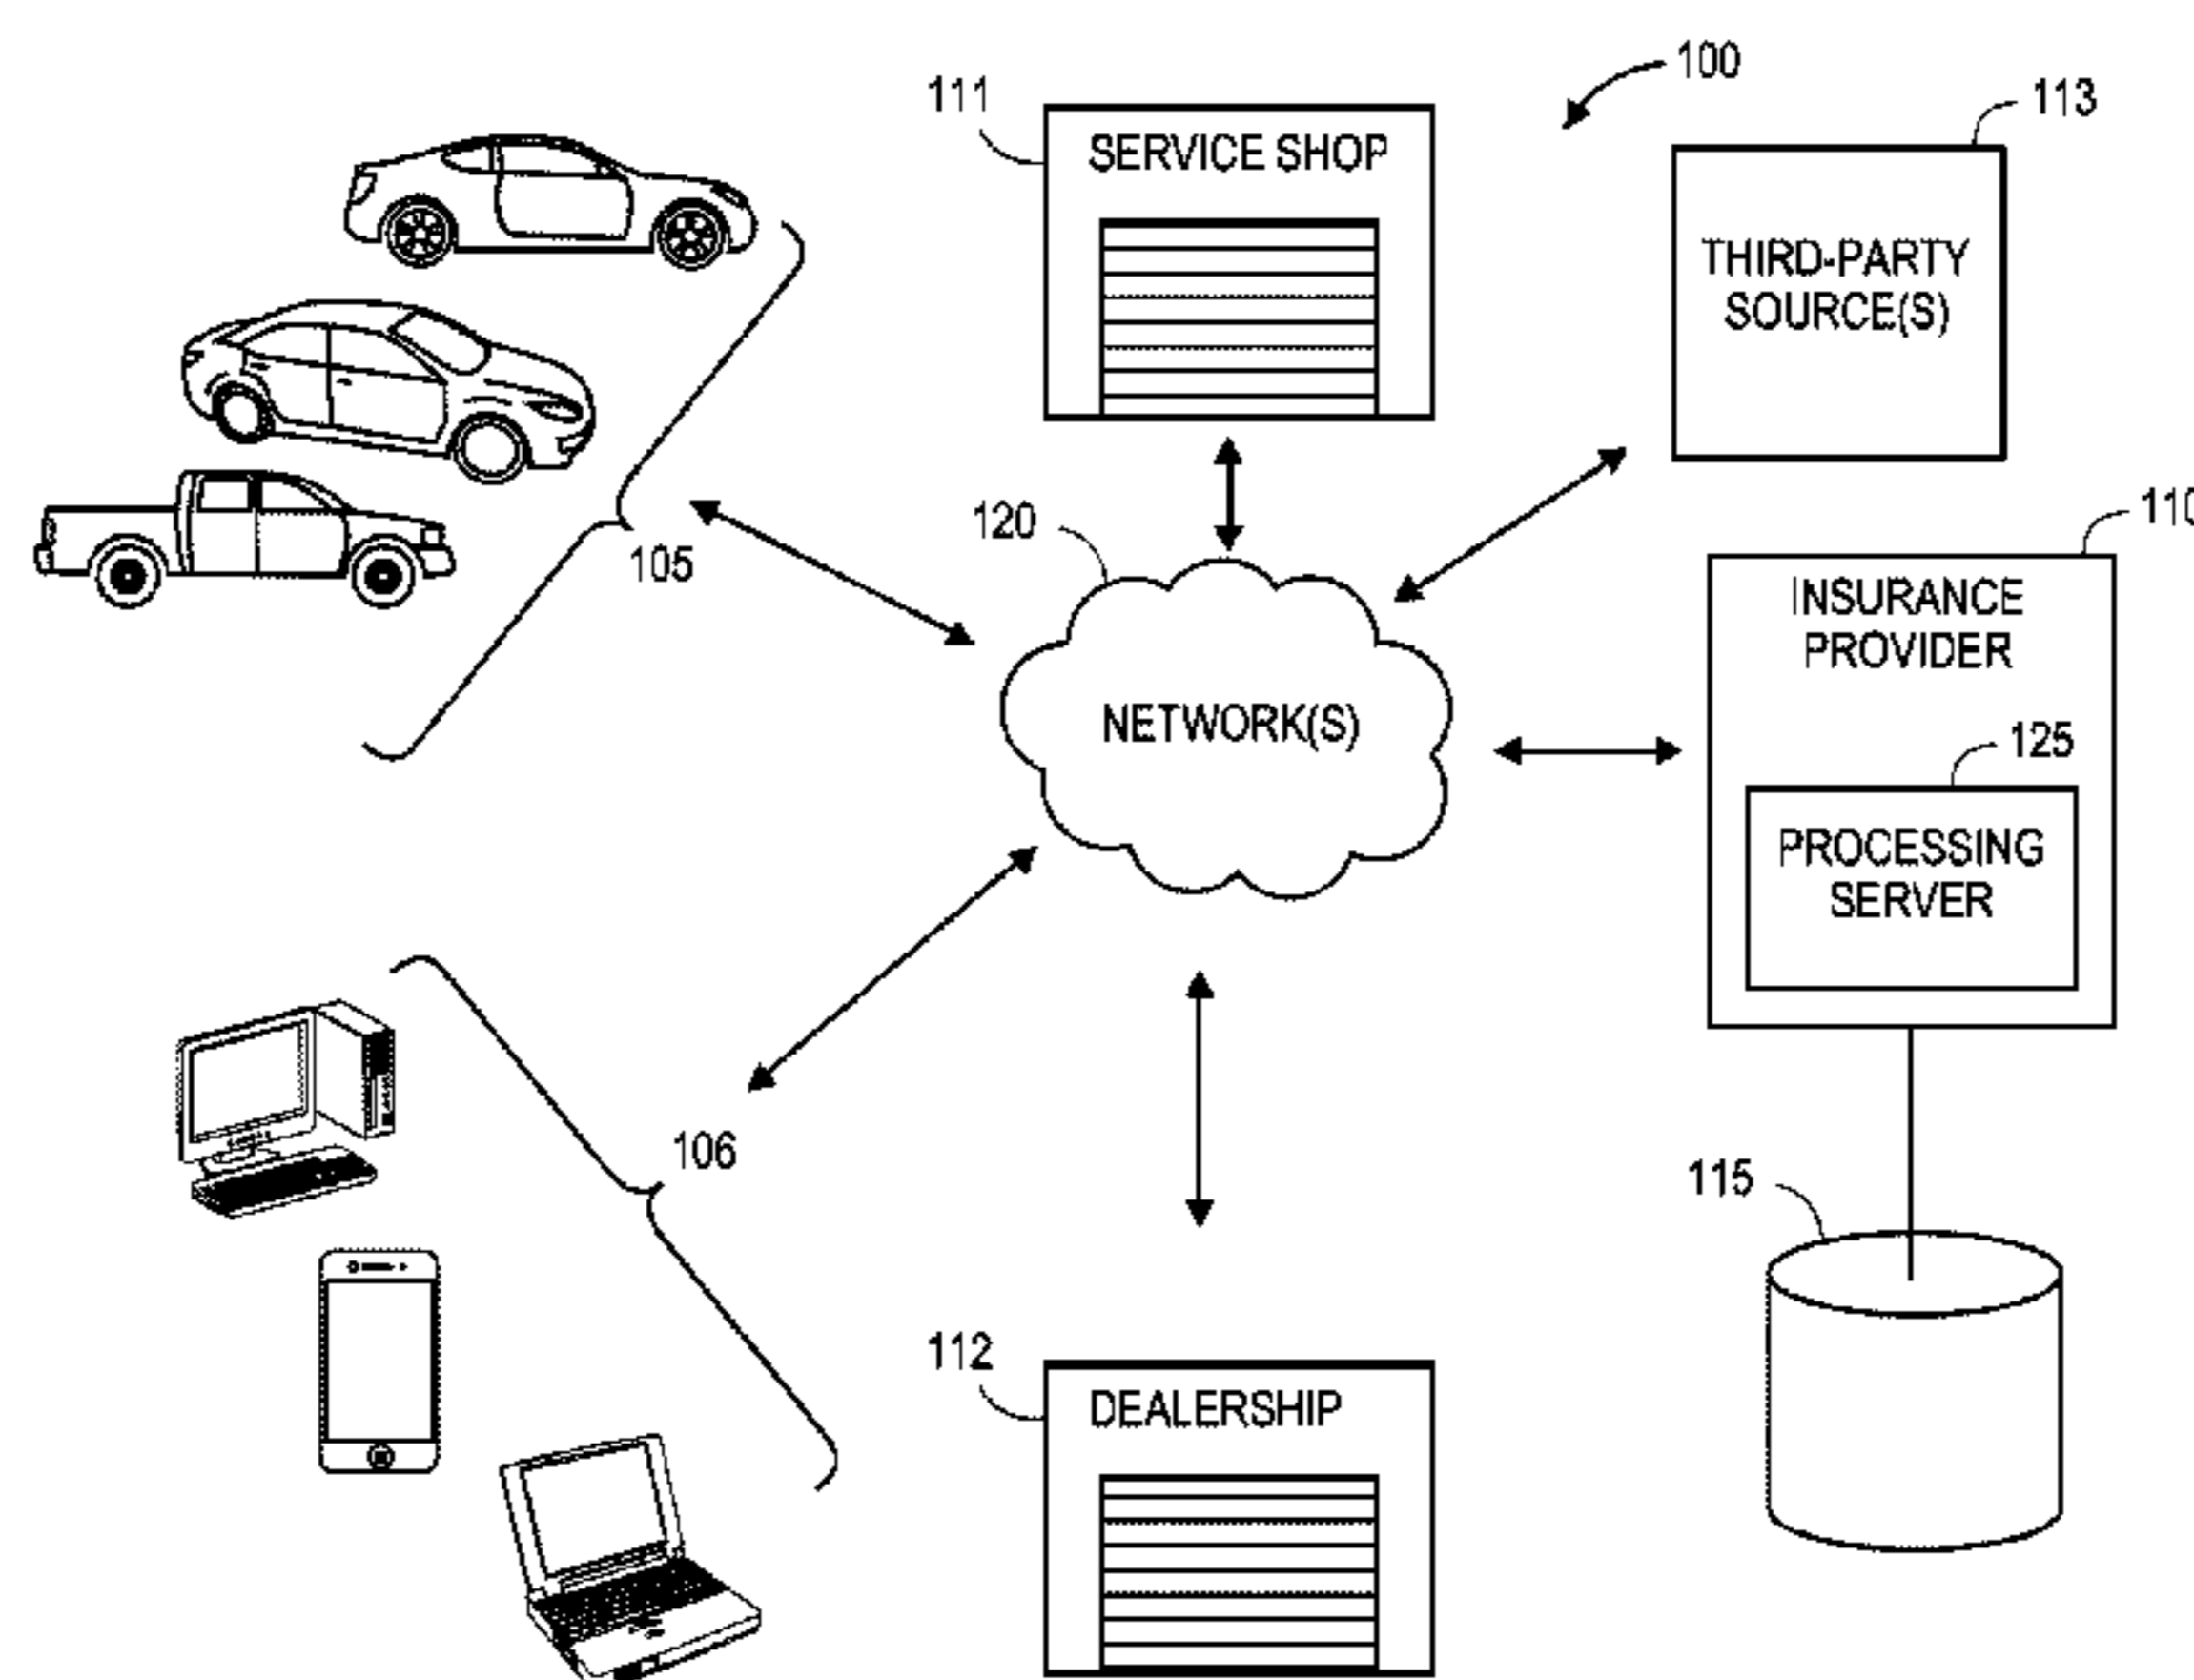 100
111
SERVICE SHOP
113
THIRD-PARTY
SOURCE(S)
105
120
NETWORK(S)
110
INSURANCE
PROVIDER
125
PROCESSING
SERVER
106
115
112
DEALERSHIP